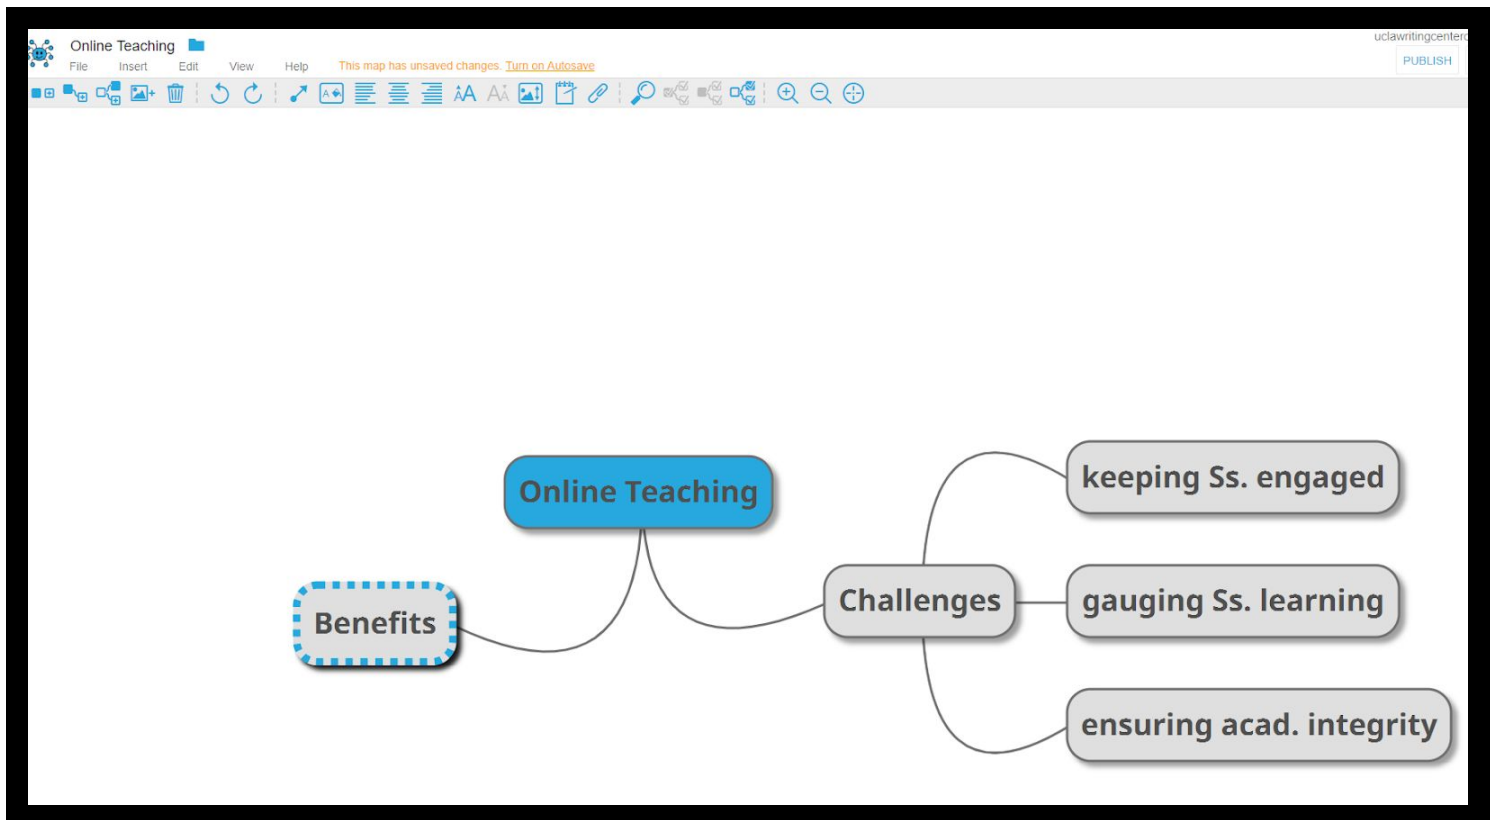 Online Teaching
uclawritingcenterc
File Insert Edit View Help This map has unsaved changes. Turn on Autosave
PUBLISH
Online Teaching
Benefits
Challenges
keeping Ss. engaged
gauging Ss. learning
ensuring acad. integrity